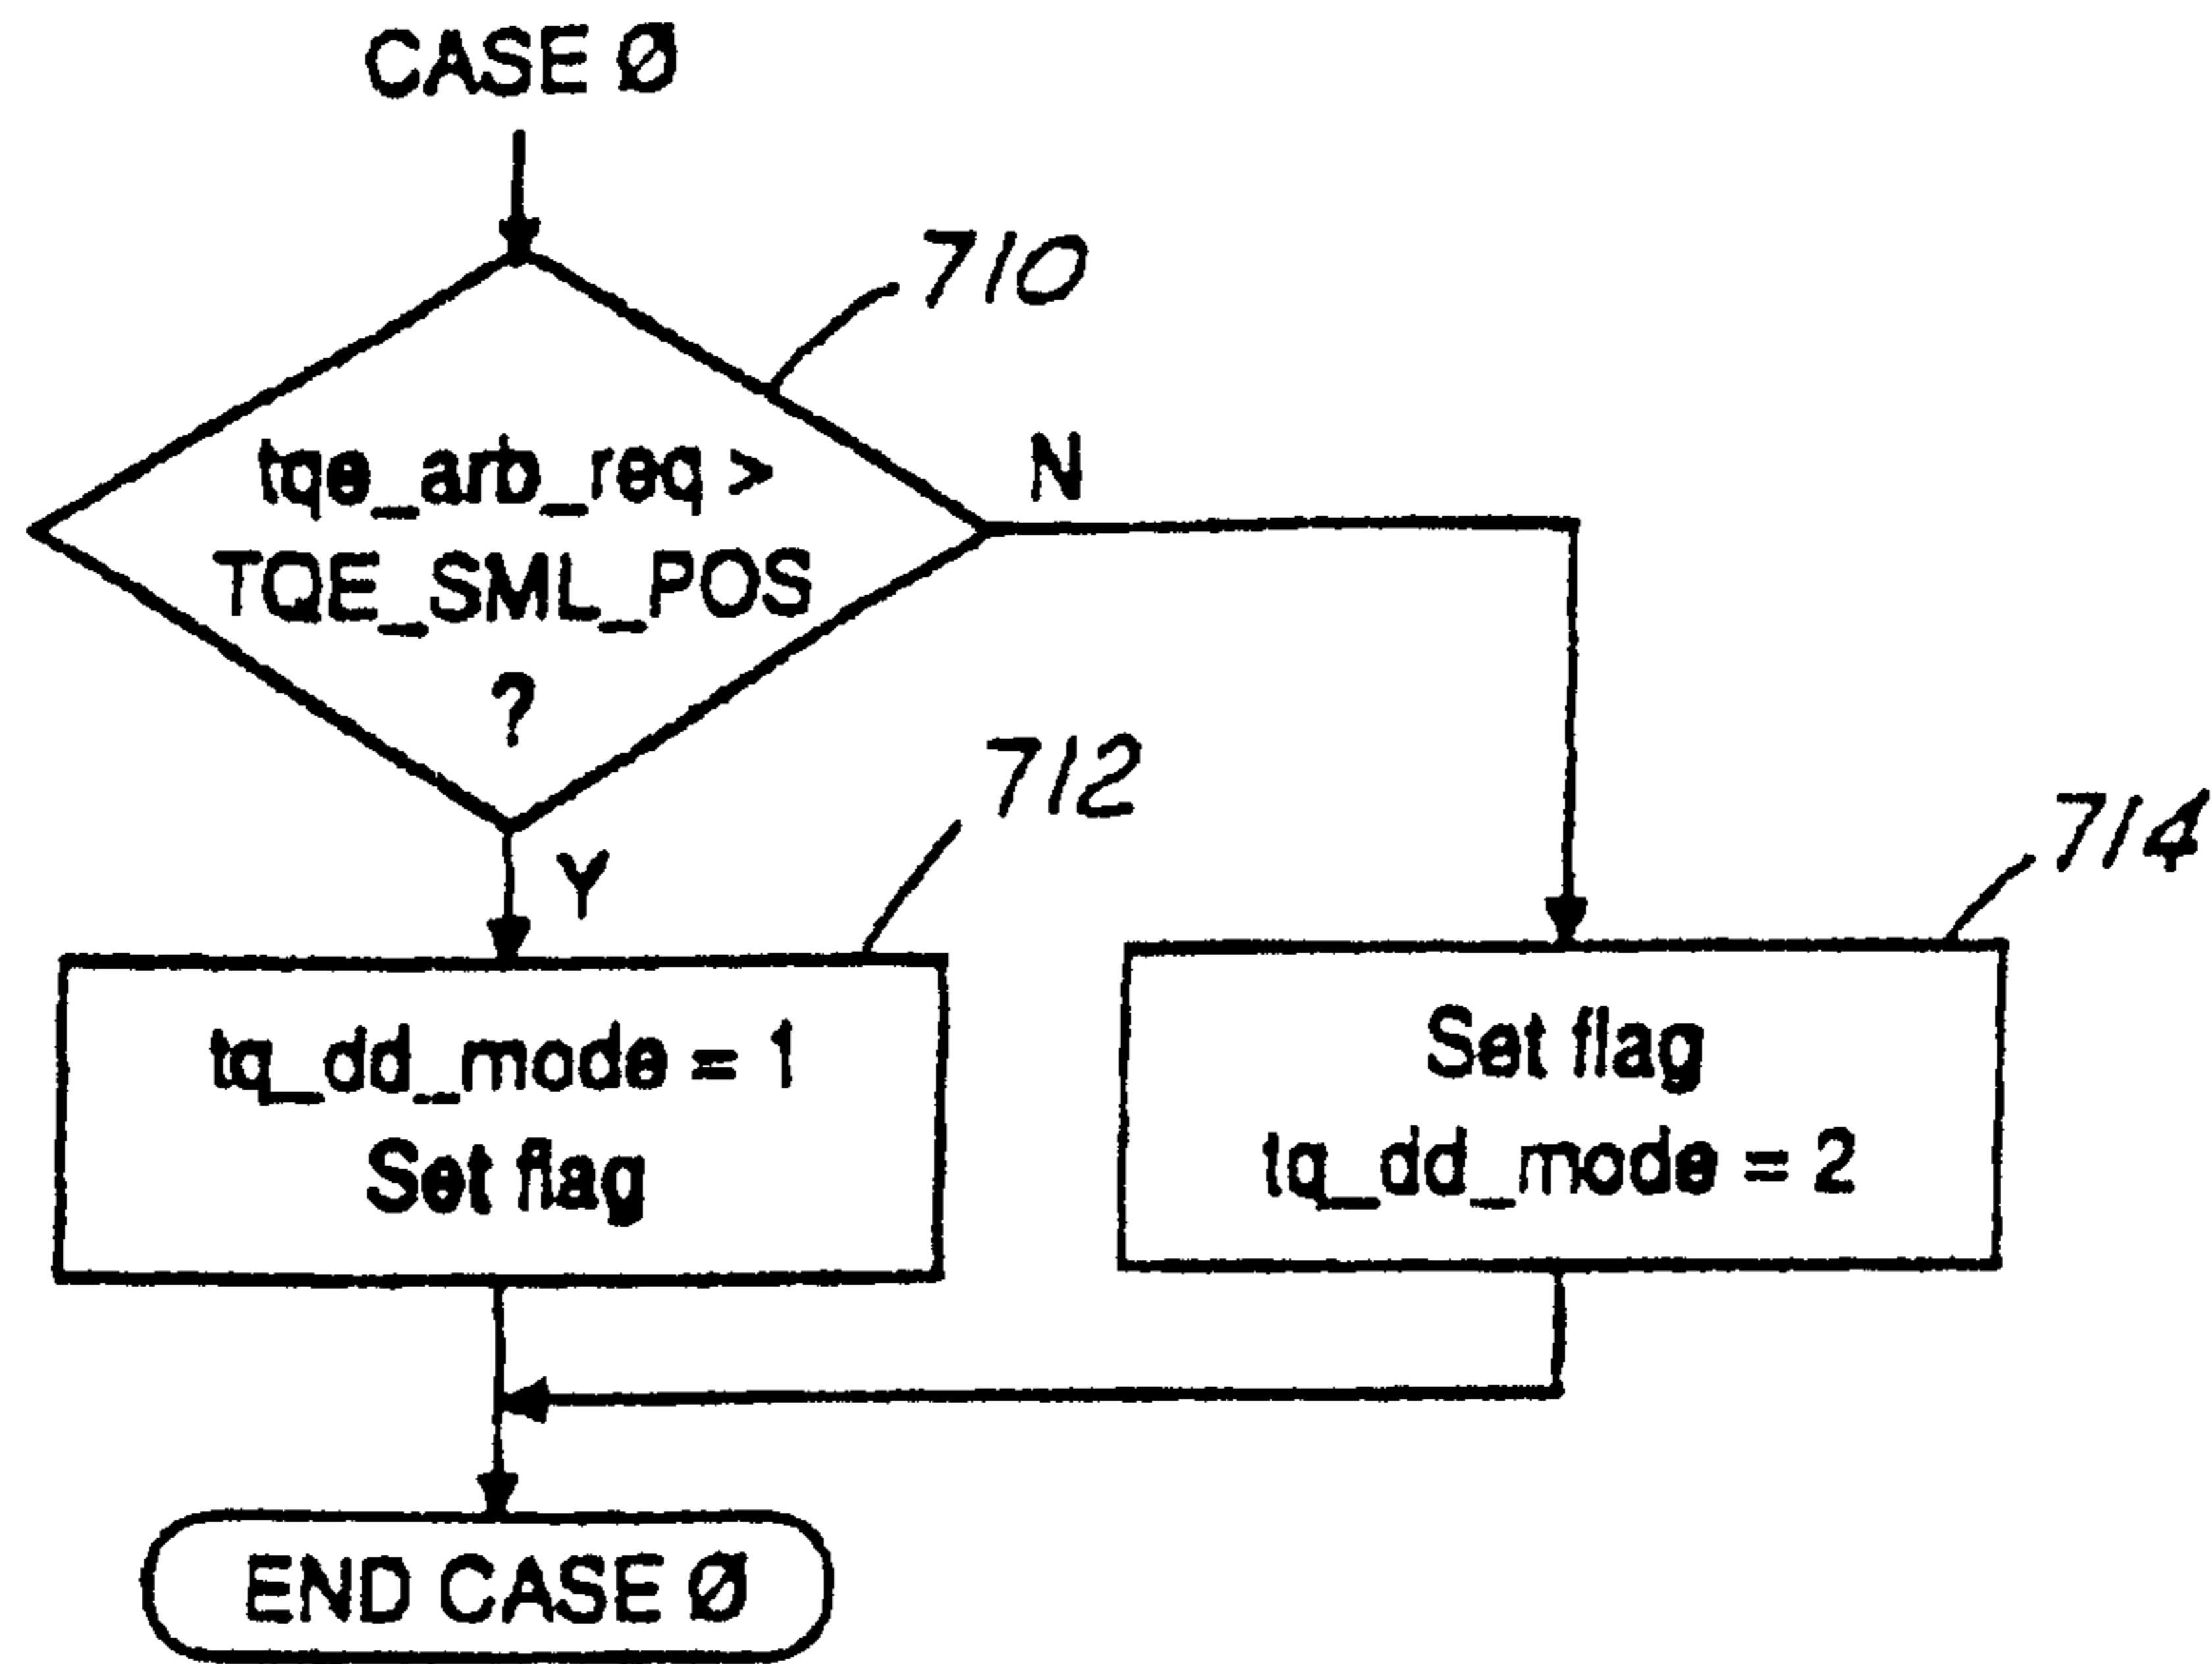 CASE Ø
710
tqe_arb_req >
TQE_SML_POS
?
N
Y
712
714
tq_dd_mode = 1
Set flag
Set flag
tq_dd_mode = 2
END CASE Ø